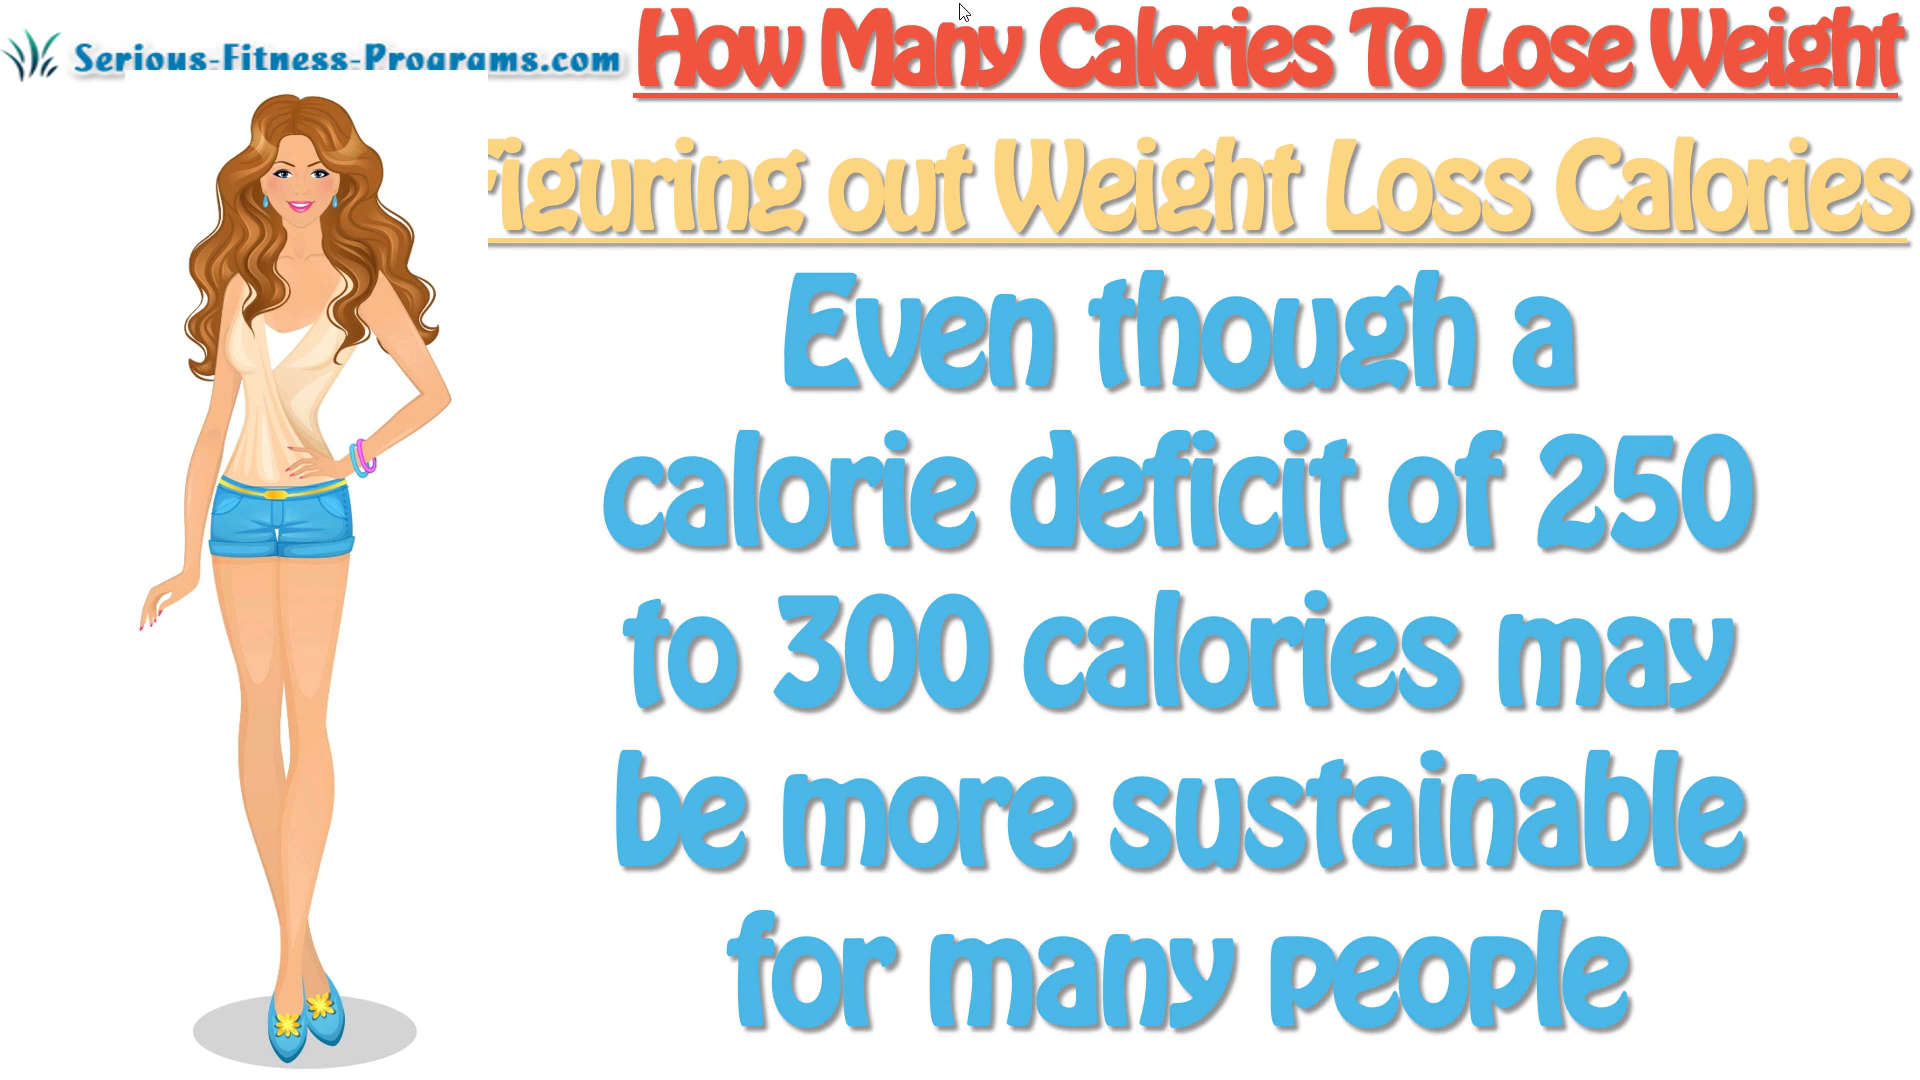 Serious-Fitness-Programs.com
How Many Calories To Lose Weight
Figuring out Weight Loss Calories
Even though a
calorie deficit of 250
to 300 calories may
be more sustainable
for many people